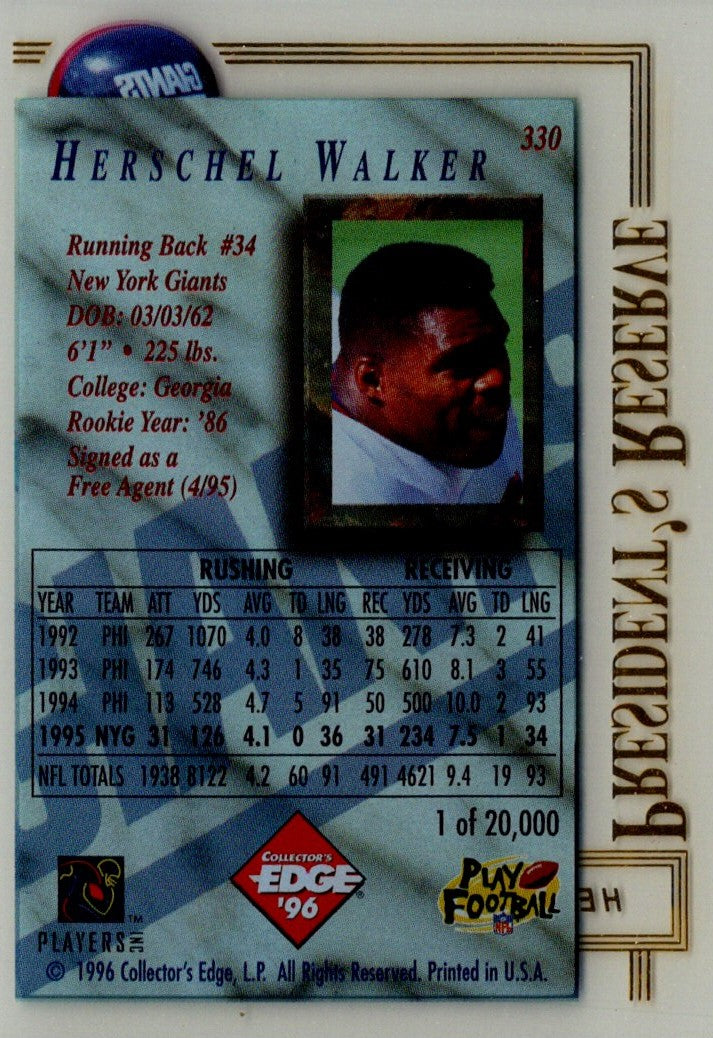 GIANTS
330
HERSCHEL WALKER
Running Back #34
New York Giants
DOB: 03/03/62
6'1" • 225 lbs.
College: Georgia
Rookie Year: '86
Signed as a
Free Agent (4/95)
RUSHING RECEIVING
YEAR TEAM ATT YDS AVG TD LNG REC YDS AVG TD LNG
1992 PHI 267 1070 4.0 8 38 38 278 7.3 2 41
1993 PHI 174 746 4.3 1 35 75 610 8.1 3 55
1994 PHI 113 528 4.7 5 91 50 500 10.0 2 93
1995 NYG 31 126 4.1 0 36 31 234 7.5 1 34
NFL TOTALS 1938 8122 4.2 60 91 491 4621 9.4 19 93
1 of 20,000
COLLECTOR'S
EDGE®
'96
PLAY
FOOTBALL
NFL
PLAYERS INC ™
© 1996 Collector's Edge, L.P. All Rights Reserved. Printed in U.S.A.
PRESIDENT'S RESERVE
HE